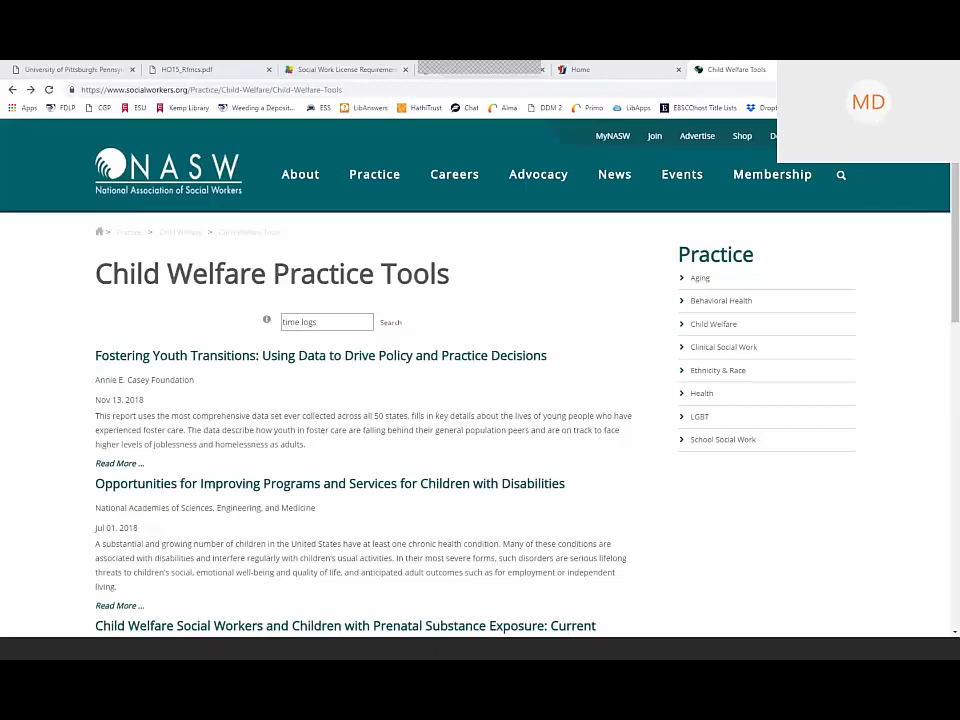 University of Pittsburgh: Pennsyl
HO15_Rfmcs.pdf
Social Work License Requiremen
Home
Child Welfare Tools
https://www.socialworkers.org/Practice/Child-Welfare/Child-Welfare-Tools
Apps FDLP CGP ESU Kemp Library Weeding a Deposit... ESS LibAnswers HathiTrust Chat Alma DDM 2 Primo LibApps EBSCOhost Title Lists Dropl
MD
MyNASW Join Advertise Shop
NASW
National Association of Social Workers
About Practice Careers Advocacy News Events Membership
> Practice > Child Welfare > Child Welfare Tools
Child Welfare Practice Tools
time logs Search
Fostering Youth Transitions: Using Data to Drive Policy and Practice Decisions
Annie E. Casey Foundation
Nov 13, 2018
This report uses the most comprehensive data set ever collected across all 50 states, fills in key details about the lives of young people who have
experienced foster care. The data describe how youth in foster care are falling behind their general population peers and are on track to face
higher levels of joblessness and homelessness as adults.
Read More ...
Opportunities for Improving Programs and Services for Children with Disabilities
National Academies of Sciences, Engineering, and Medicine
Jul 01, 2018
A substantial and growing number of children in the United States have at least one chronic health condition. Many of these conditions are
associated with disabilities and interfere regularly with children's usual activities. In their most severe forms, such disorders are serious lifelong
threats to children's social, emotional well-being and quality of life, and anticipated adult outcomes such as for employment or independent
living.
Read More ...
Child Welfare Social Workers and Children with Prenatal Substance Exposure: Current
Practice
Aging
Behavioral Health
Child Welfare
Clinical Social Work
Ethnicity & Race
Health
LGBT
School Social Work